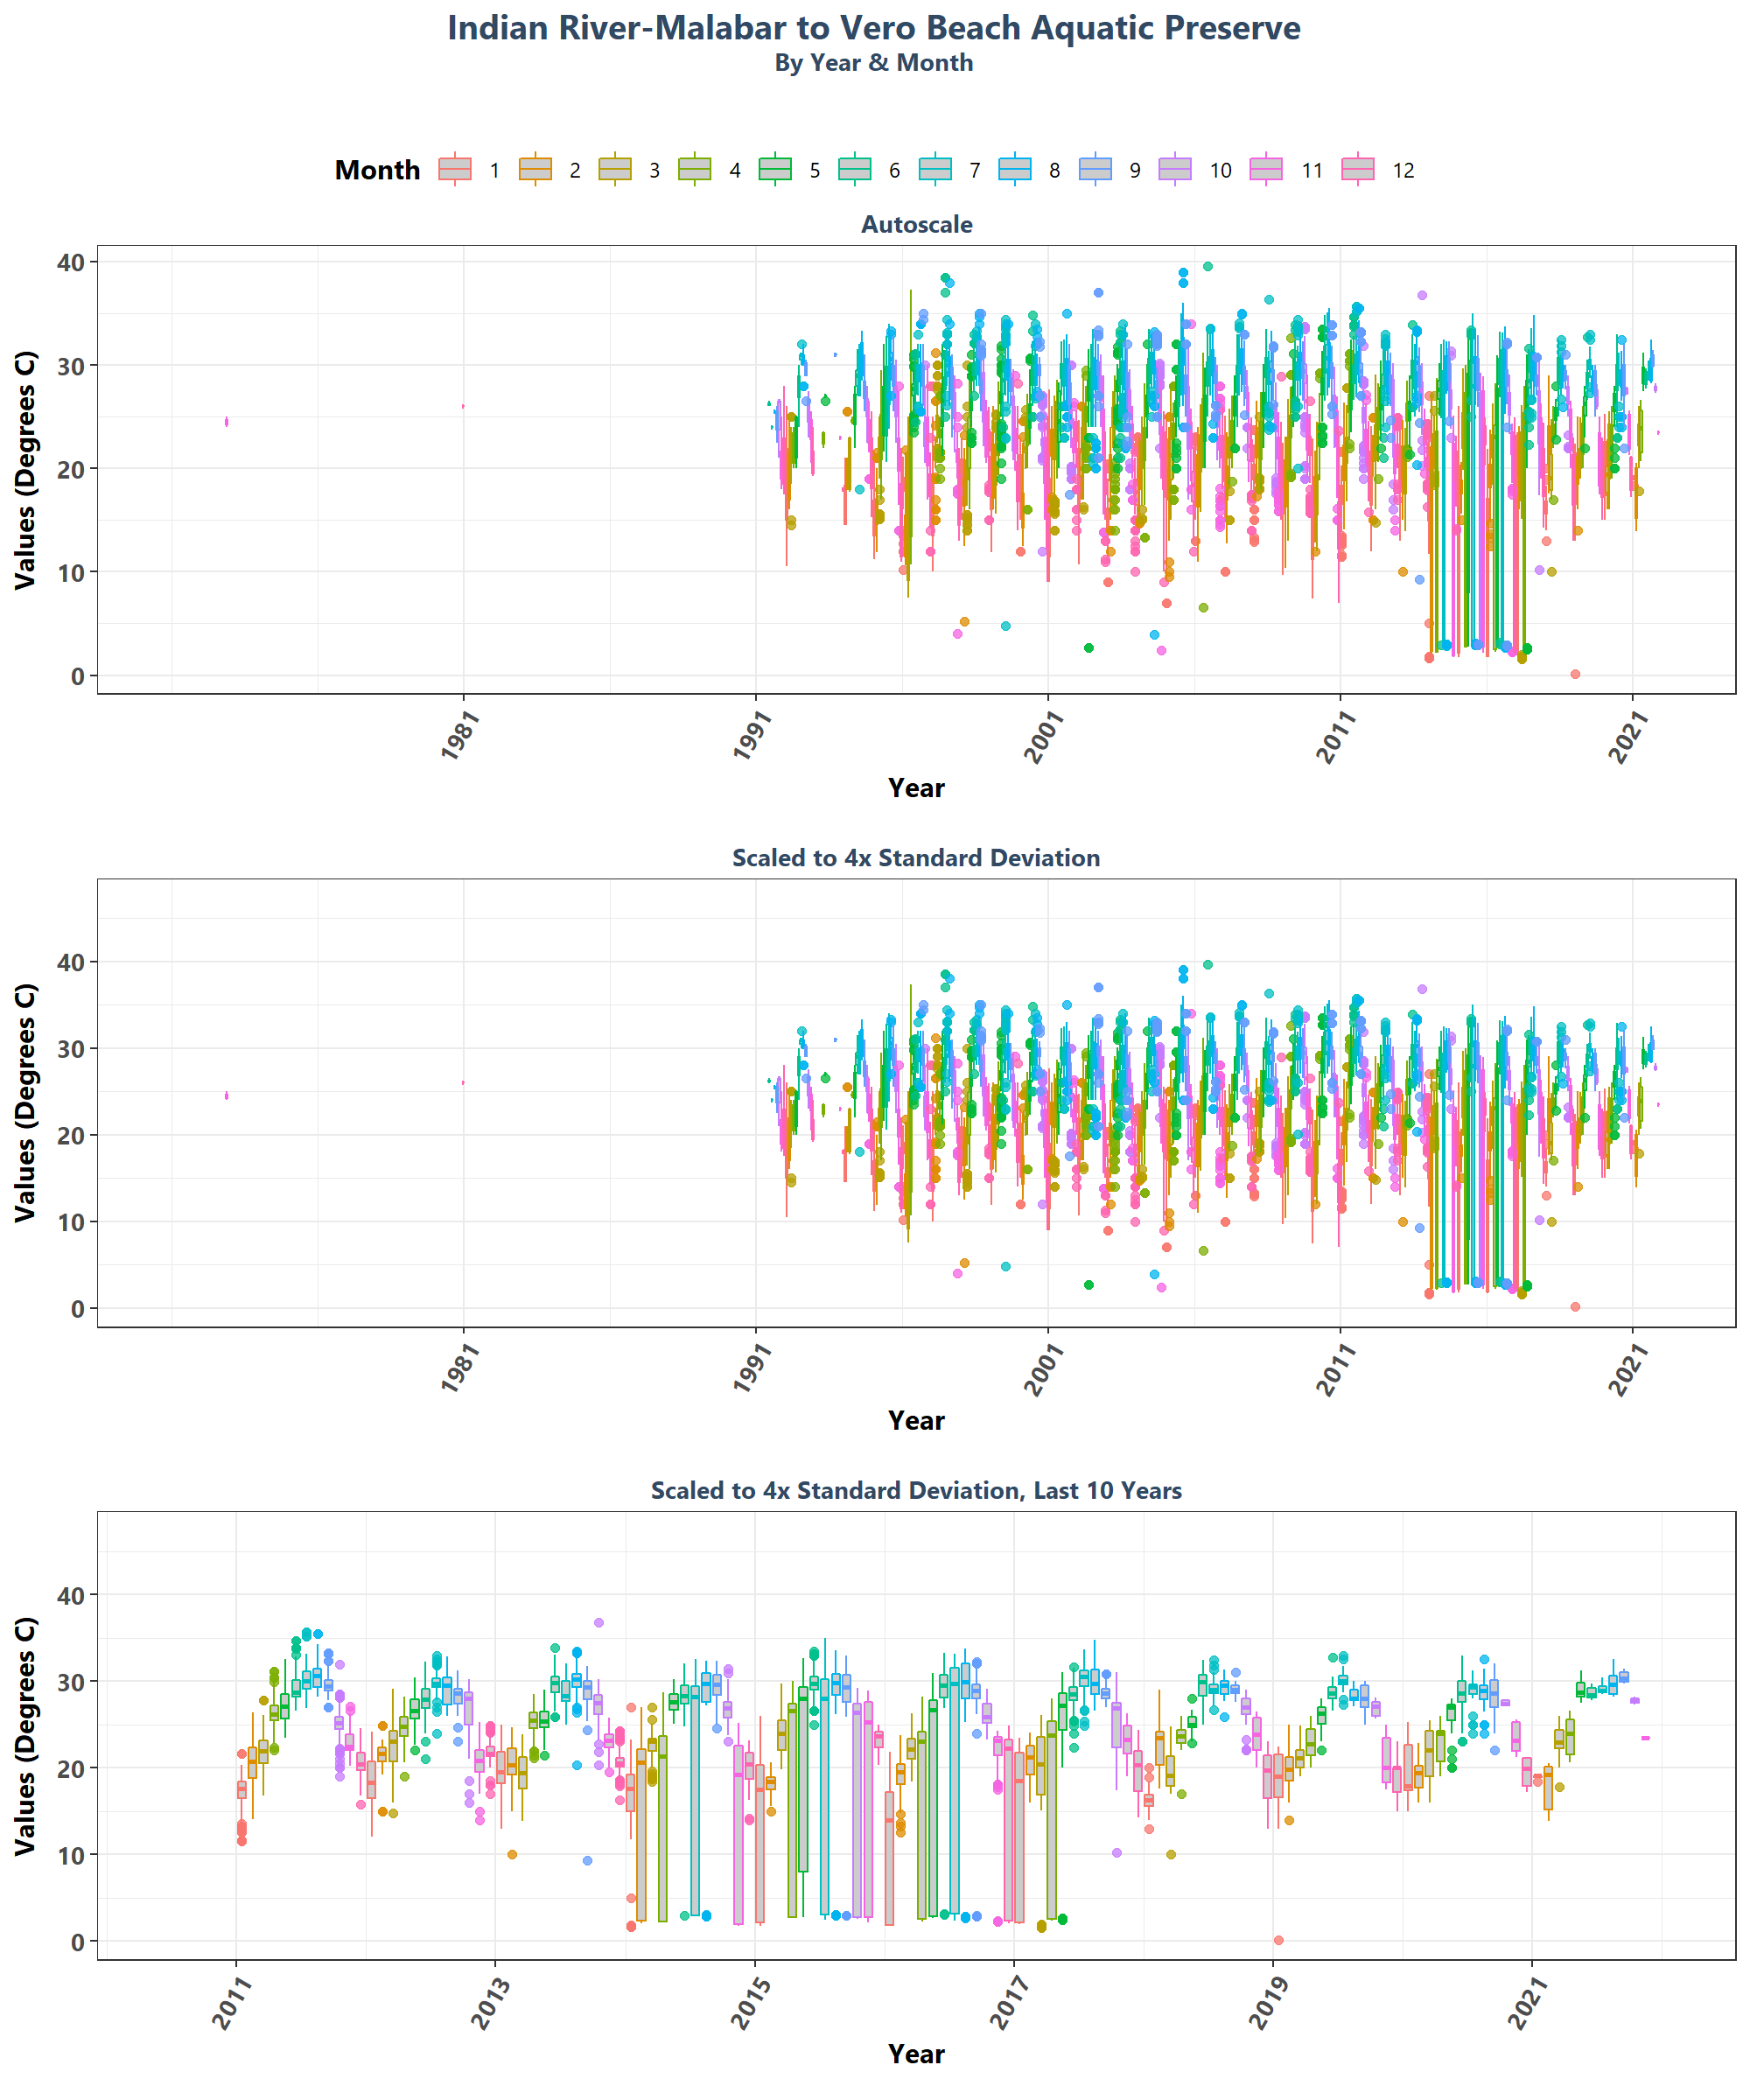 Indian River-Malabar to Vero Beach Aquatic Preserve
By Year & Month
Month 1 2 3 4 5 6 7 8 9 10 11 12
Autoscale
Values (Degrees C)
40
30
20
10
0
1981 1991 2001 2011 2021
Year
Scaled to 4x Standard Deviation
Values (Degrees C)
40
30
20
10
0
1981 1991 2001 2011 2021
Year
Scaled to 4x Standard Deviation, Last 10 Years
Values (Degrees C)
40
30
20
10
0
2011 2013 2015 2017 2019 2021
Year